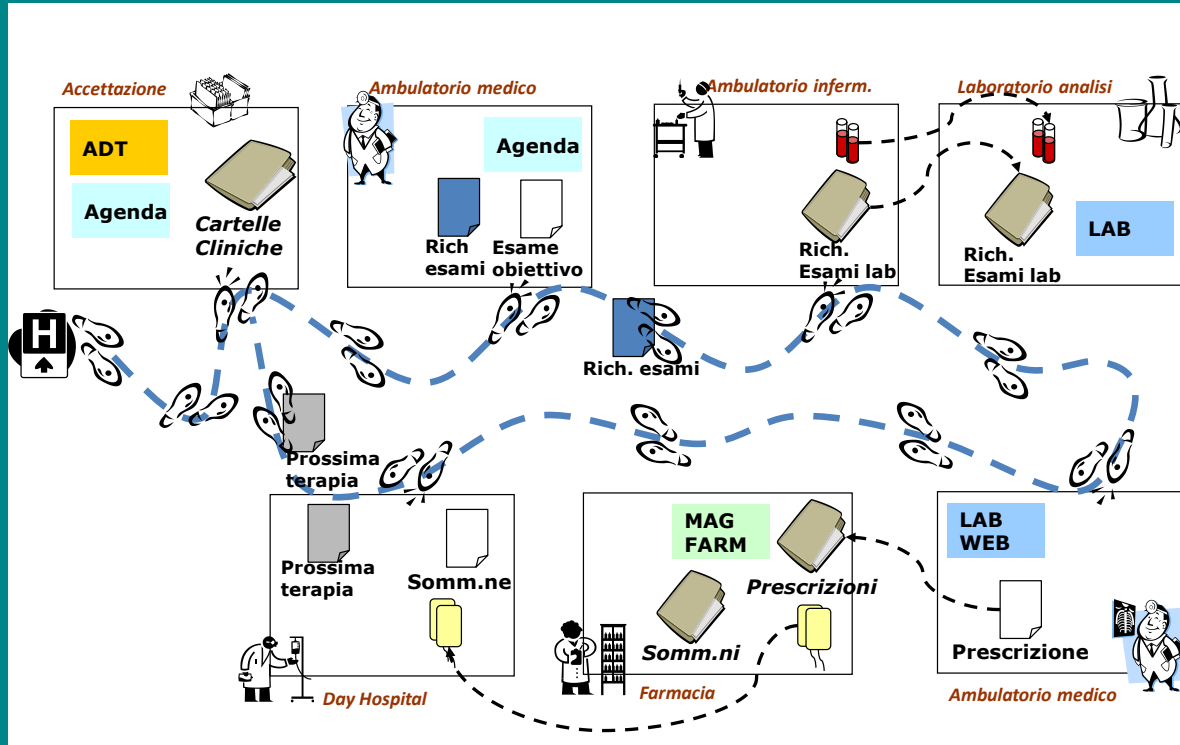 Accettazione
ADT
Agenda
Cartelle
Cliniche
Ambulatorio medico
Agenda
Rich
esami
Esame
obiettivo
Ambulatorio inferm.
Rich.
Esami lab
Laboratorio analisi
LAB
Rich.
Esami lab
H
Rich. esami
Prossima
terapia
Prossima
terapia
Somm.ne
Day Hospital
MAG
FARM
Prescrizioni
Somm.ni
Farmacia
LAB
WEB
Prescrizione
Ambulatorio medico